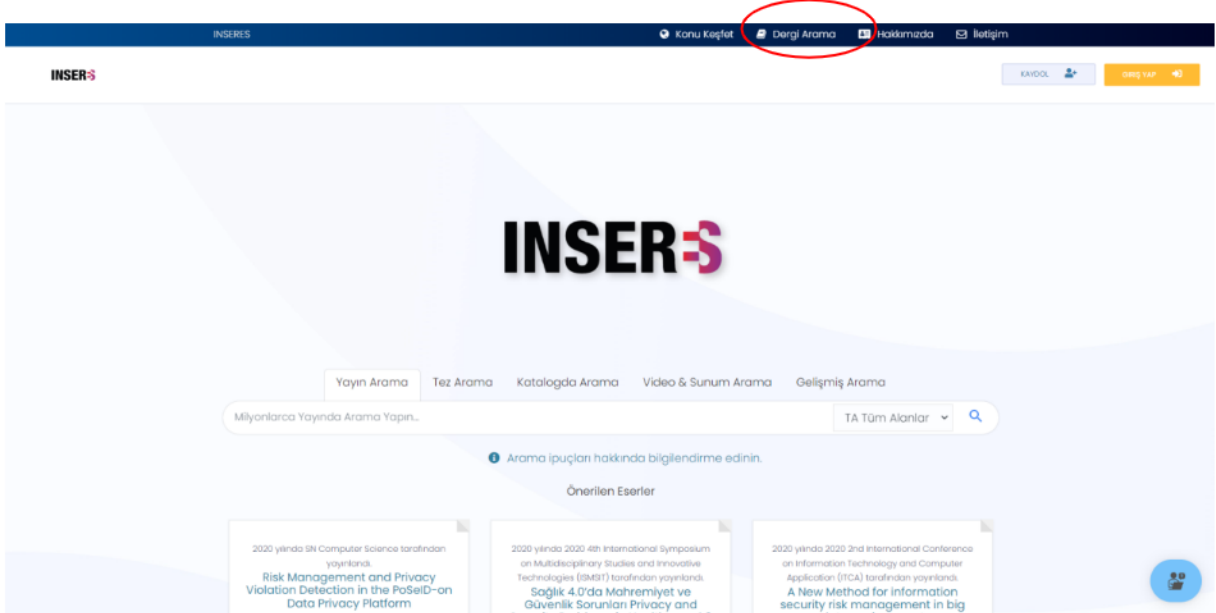 INSERES
Konu Keşfet
Dergi Arama
Hakkımızda
İletişim
INSERES
KAYDOL
GİRİŞ YAP
INSERES
Yayın Arama
Tez Arama
Katalogda Arama
Video & Sunum Arama
Gelişmiş Arama
Milyonlarca Yayında Arama Yapın..
TA Tüm Alanlar
Arama ipuçları hakkında bilgilendirme edinin.
Önerilen Eserler
2020 yılında SN Computer Science tarafından
yayınlandı.
Risk Management and Privacy
Violation Detection in the PoSeID-on
Data Privacy Platform
2020 yılında 2020 4th International Symposium
on Multidisciplinary Studies and Innovative
Technologies (ISMSIT) tarafından yayınlandı.
Sağlık 4.0'da Mahremiyet ve
Güvenlik Sorunları Privacy and
2020 yılında 2020 2nd International Conference
on Information Technology and Computer
Application (ITCA) tarafından yayınlandı.
A New Method for information
security risk management in big